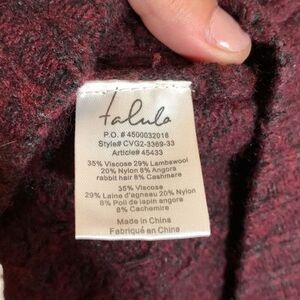 talula
P.O. # 4500032018
Style# CVG2-3369-33
Article# 45433
35% Viscose 29% Lambswool
20% Nylon 8% Angora
rabbit hair 8% Cashmere
35% Viscose
29% Laine d'agneau 20% Nylon
8% Poil de lapin angora
8% Cachemire
Made in China
Fabriqué en China